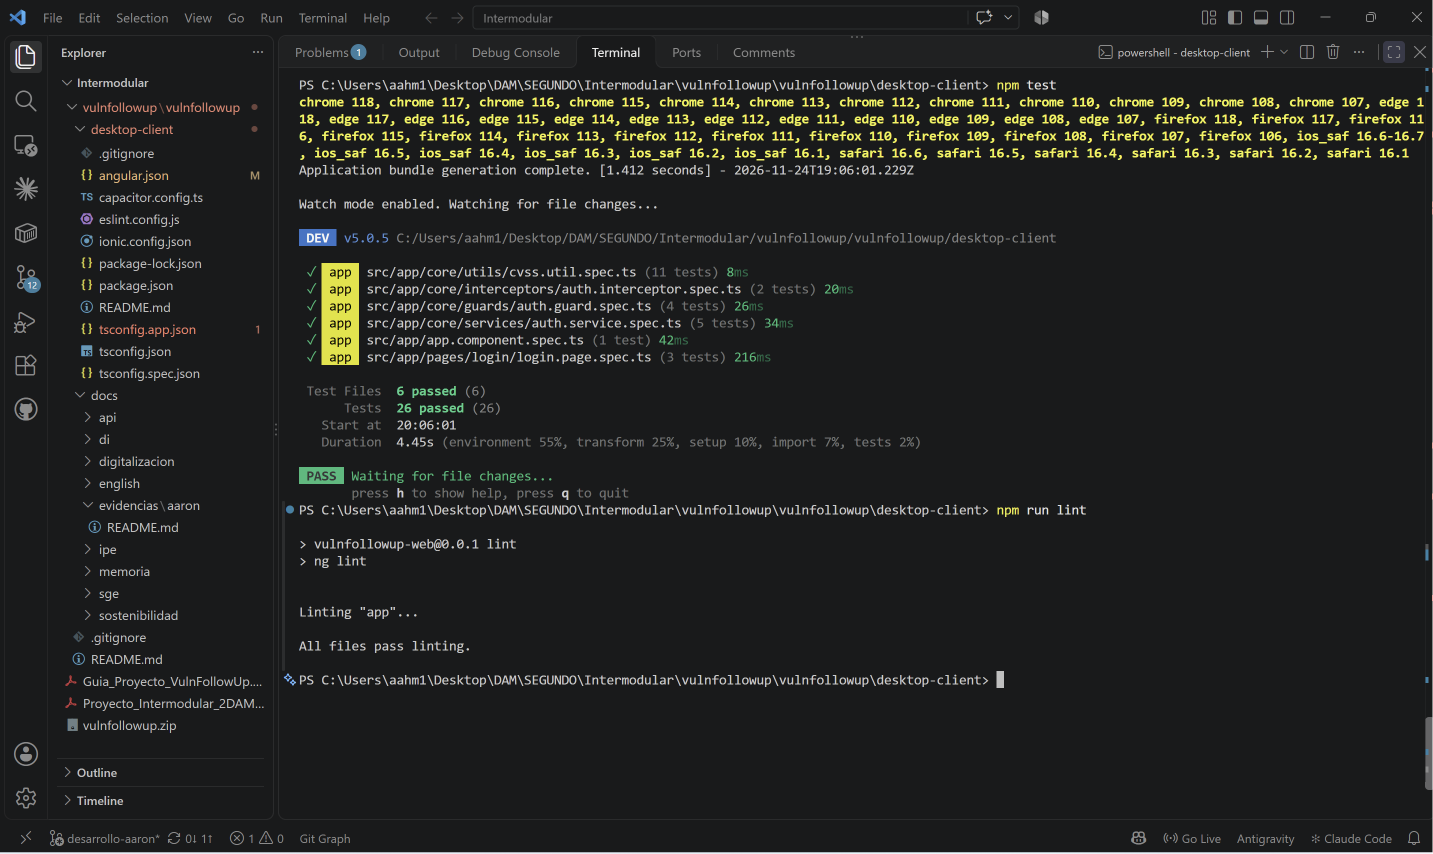 File Edit Selection View Go Run Terminal Help
Intermodular
Explorer
Intermodular
vulnfollowup\vulnfollowup
desktop-client
.gitignore
angular.json M
capacitor.config.ts
eslint.config.js
ionic.config.json
package-lock.json
package.json
README.md
tsconfig.app.json 1
tsconfig.json
tsconfig.spec.json
docs
api
di
digitalizacion
english
evidencias\aaron
README.md
ipe
memoria
sge
sostenibilidad
.gitignore
README.md
Guia_Proyecto_VulnFollowUp....
Proyecto_Intermodular_2DAM...
vulnfollowup.zip
Outline
Timeline
12
Problems 1 Output Debug Console Terminal Ports Comments
powershell - desktop-client
PS C:\Users\aahm1\Desktop\DAM\SEGUNDO\Intermodular\vulnfollowup\vulnfollowup\desktop-client> npm test
chrome 118, chrome 117, chrome 116, chrome 115, chrome 114, chrome 113, chrome 112, chrome 111, chrome 110, chrome 109, chrome 108, chrome 107, edge 1
18, edge 117, edge 116, edge 115, edge 114, edge 113, edge 112, edge 111, edge 110, edge 109, edge 108, edge 107, firefox 118, firefox 117, firefox 11
6, firefox 115, firefox 114, firefox 113, firefox 112, firefox 111, firefox 110, firefox 109, firefox 108, firefox 107, firefox 106, ios_saf 16.6-16.7
, ios_saf 16.5, ios_saf 16.4, ios_saf 16.3, ios_saf 16.2, ios_saf 16.1, safari 16.6, safari 16.5, safari 16.4, safari 16.3, safari 16.2, safari 16.1
Application bundle generation complete. [1.412 seconds] - 2026-11-24T19:06:01.229Z
Watch mode enabled. Watching for file changes...
DEV v5.0.5 C:/Users/aahm1/Desktop/DAM/SEGUNDO/Intermodular/vulnfollowup/vulnfollowup/desktop-client
✓ app src/app/core/utils/cvss.util.spec.ts (11 tests) 8ms
✓ app src/app/core/interceptors/auth.interceptor.spec.ts (2 tests) 20ms
✓ app src/app/core/guards/auth.guard.spec.ts (4 tests) 26ms
✓ app src/app/core/services/auth.service.spec.ts (5 tests) 34ms
✓ app src/app/app.component.spec.ts (1 test) 42ms
✓ app src/app/pages/login/login.page.spec.ts (3 tests) 216ms
Test Files 6 passed (6)
Tests 26 passed (26)
Start at 20:06:01
Duration 4.45s (environment 55%, transform 25%, setup 10%, import 7%, tests 2%)
PASS Waiting for file changes...
press h to show help, press q to quit
PS C:\Users\aahm1\Desktop\DAM\SEGUNDO\Intermodular\vulnfollowup\vulnfollowup\desktop-client> npm run lint
> vulnfollowup-web@0.0.1 lint
> ng lint
Linting "app"...
All files pass linting.
PS C:\Users\aahm1\Desktop\DAM\SEGUNDO\Intermodular\vulnfollowup\vulnfollowup\desktop-client>
desarrollo-aaron* 0↓ 1↑ 1 0 Git Graph
Go Live Antigravity Claude Code